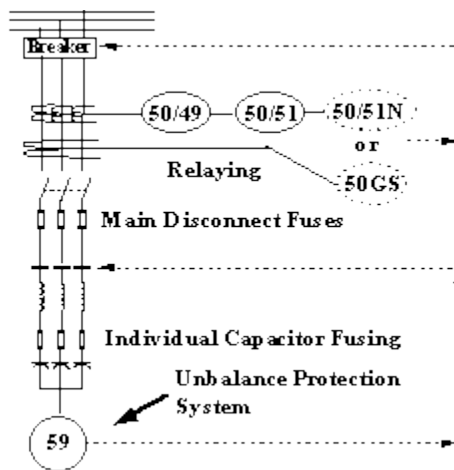 Breaker
50/49
50/51
50/51N
or
Relaying
50GS
Main Disconnect Fuses
Individual Capacitor Fusing
Unbalance Protection
System
59